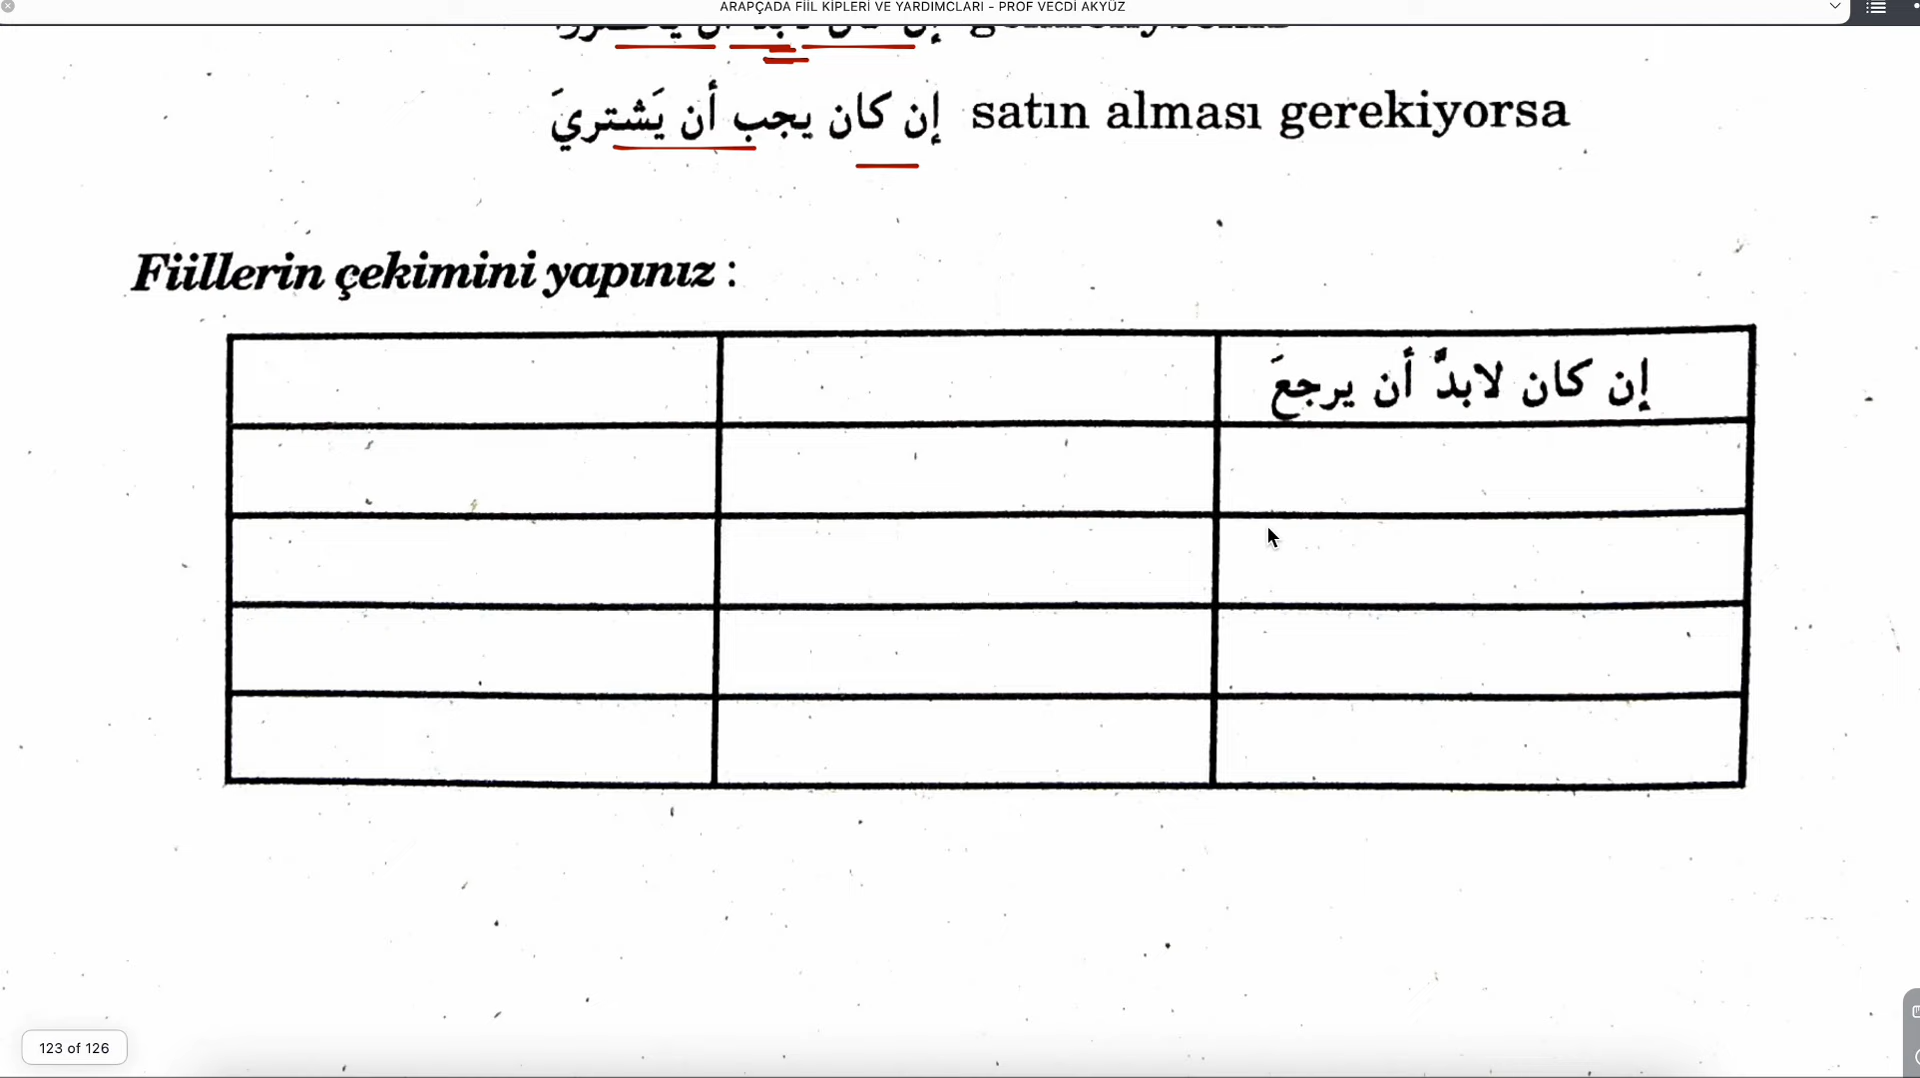 ARAPÇADA FİİL KİPLERİ VE YARDIMCLARI - PROF VECDİ AKYÜZ
إن كان يجب أن يَشتريَ satın alması gerekiyorsa
Fiillerin çekimini yapınız :
إن كان لابدَّ أن يرجعَ
123 of 126